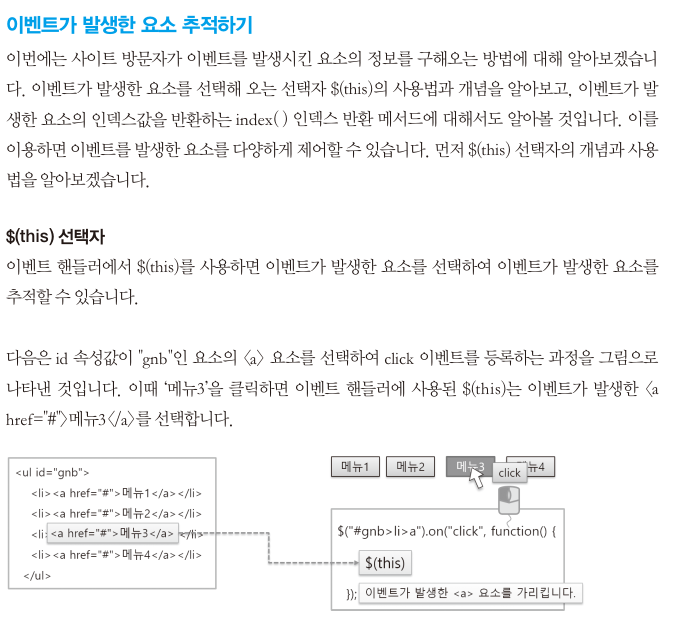 이벤트가 발생한 요소 추적하기
이번에는 사이트 방문자가 이벤트를 발생시킨 요소의 정보를 구해오는 방법에 대해 알아보겠습니
다. 이벤트가 발생한 요소를 선택해 오는 선택자 $(this)의 사용법과 개념을 알아보고, 이벤트가 발
생한 요소의 인덱스값을 반환하는 index( ) 인덱스 반환 메서드에 대해서도 알아볼 것입니다. 이를
이용하면 이벤트를 발생한 요소를 다양하게 제어할 수 있습니다. 먼저 $(this) 선택자의 개념과 사용
법을 알아보겠습니다.
$(this) 선택자
이벤트 핸들러에서 $(this)를 사용하면 이벤트가 발생한 요소를 선택하여 이벤트가 발생한 요소를
추적할 수 있습니다.
다음은 id 속성값이 "gnb"인 요소의 〈a〉 요소를 선택하여 click 이벤트를 등록하는 과정을 그림으로
나타낸 것입니다. 이때 ‘메뉴3’을 클릭하면 이벤트 핸들러에 사용된 $(this)는 이벤트가 발생한 〈a
href="#"〉메뉴3〈/a〉를 선택합니다.
<ul id="gnb">
<li><a href="#">메뉴1</a></li>
<li><a href="#">메뉴2</a></li>
<li><a href="#">메뉴3</a></li>
<li><a href="#">메뉴4</a></li>
</ul>
메뉴1 메뉴2 메뉴3 메뉴4
click
$("#gnb>li>a").on("click", function() {
$(this)
}); 이벤트가 발생한 <a> 요소를 가리킵니다.